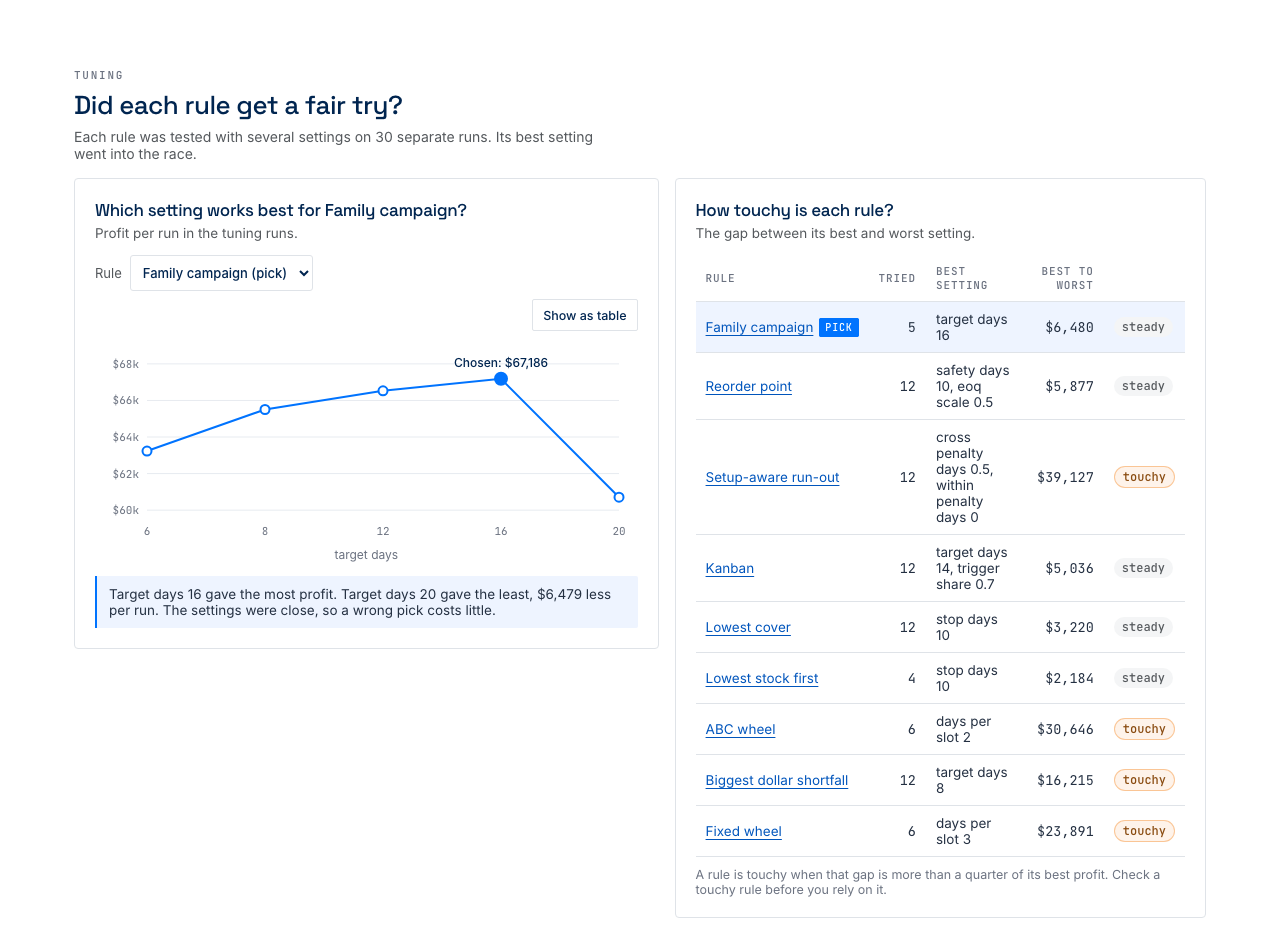 TUNING
Did each rule get a fair try?
Each rule was tested with several settings on 30 separate runs. Its best setting
went into the race.
Which setting works best for Family campaign?
Profit per run in the tuning runs.
Rule Family campaign (pick)
Show as table
Chosen: $67,186
$68k
$66k
$64k
$62k
$60k
6 8 12 16 20
target days
Target days 16 gave the most profit. Target days 20 gave the least, $6,479 less
per run. The settings were close, so a wrong pick costs little.
How touchy is each rule?
The gap between its best and worst setting.
RULE TRIED BEST SETTING BEST TO WORST
Family campaign PICK 5 target days 16 $6,480 steady
Reorder point 12 safety days 10, eoq scale 0.5 $5,877 steady
Setup-aware run-out 12 cross penalty days 0.5, within penalty days 0 $39,127 touchy
Kanban 12 target days 14, trigger share 0.7 $5,036 steady
Lowest cover 12 stop days 10 $3,220 steady
Lowest stock first 4 stop days 10 $2,184 steady
ABC wheel 6 days per slot 2 $30,646 touchy
Biggest dollar shortfall 12 target days 8 $16,215 touchy
Fixed wheel 6 days per slot 3 $23,891 touchy
A rule is touchy when that gap is more than a quarter of its best profit. Check a
touchy rule before you rely on it.